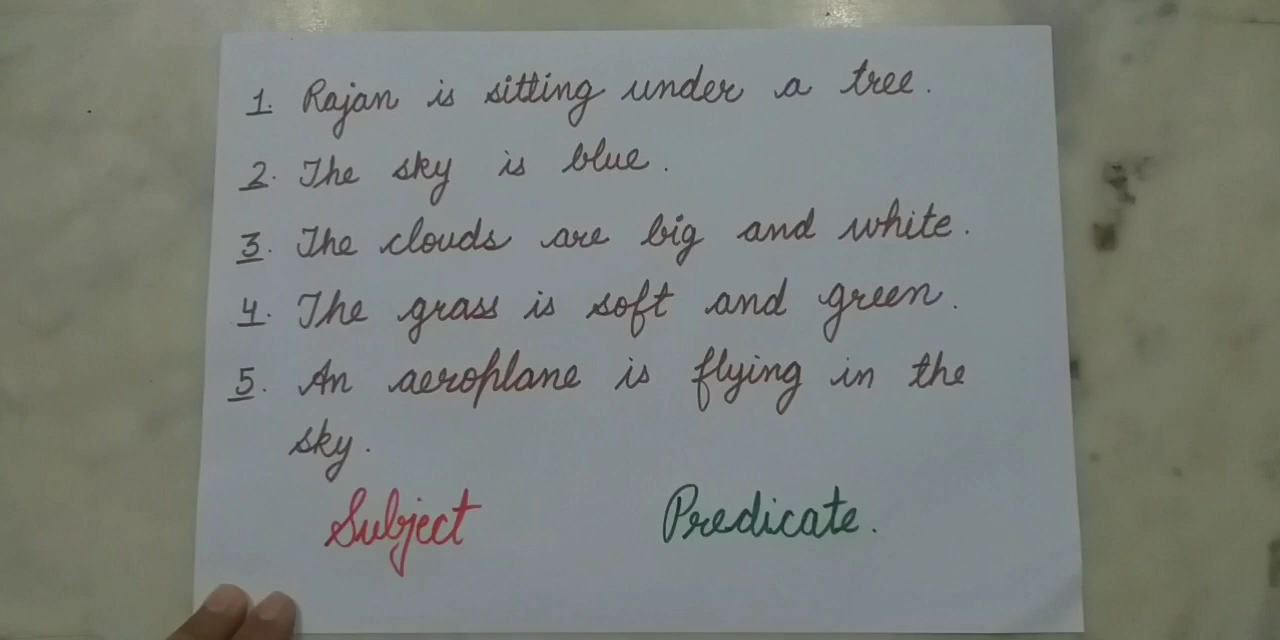 1. Rajan is sitting under a tree.
2. The sky is blue.
3. The clouds are big and white.
4. The grass is soft and green.
5. An aeroplane is flying in the
sky.
Subject Predicate.